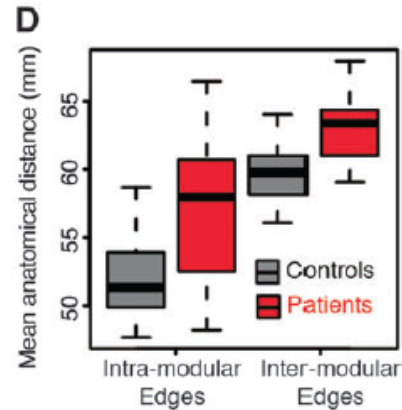 D
Mean anatomical distance (mm)
65
60
55
50
Controls
Patients
Intra-modular Inter-modular
Edges Edges